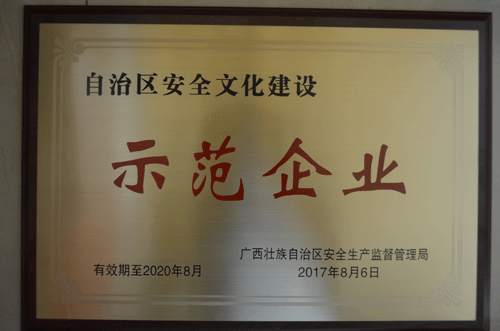 自治区安全文化建设
示范企业
广西壮族自治区安全生产监督管理局
有效期至2020年8月
2017年8月6日